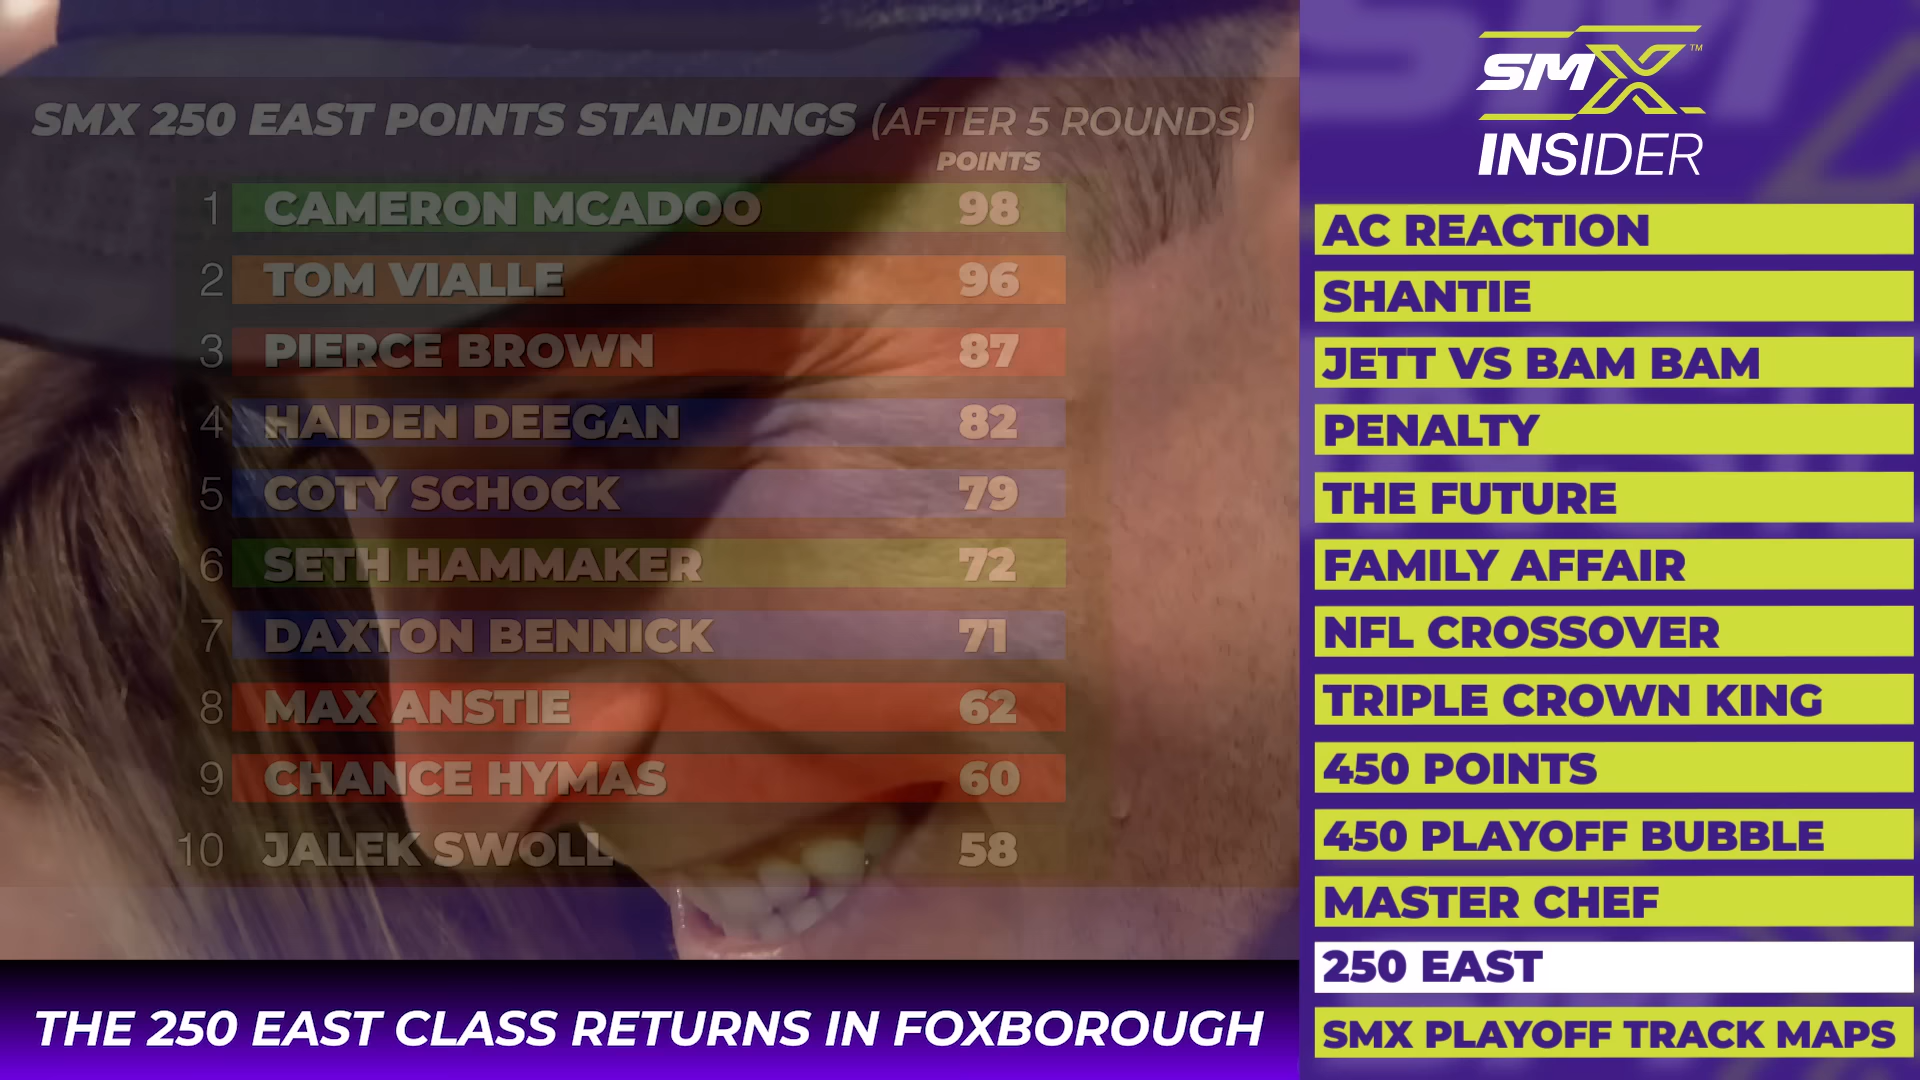 SMX 250 EAST POINTS STANDINGS (AFTER 5 ROUNDS)
POINTS
1 CAMERON MCADOO 98
2 TOM VIALLE 96
3 PIERCE BROWN 87
4 HAIDEN DEEGAN 82
5 COTY SCHOCK 79
6 SETH HAMMAKER 72
7 DAXTON BENNICK 71
8 MAX ANSTIE 62
9 CHANCE HYMAS 60
10 JALEK SWOLL 58
THE 250 EAST CLASS RETURNS IN FOXBOROUGH
SMX™
INSIDER
AC REACTION
SHANTIE
JETT VS BAM BAM
PENALTY
THE FUTURE
FAMILY AFFAIR
NFL CROSSOVER
TRIPLE CROWN KING
450 POINTS
450 PLAYOFF BUBBLE
MASTER CHEF
250 EAST
SMX PLAYOFF TRACK MAPS